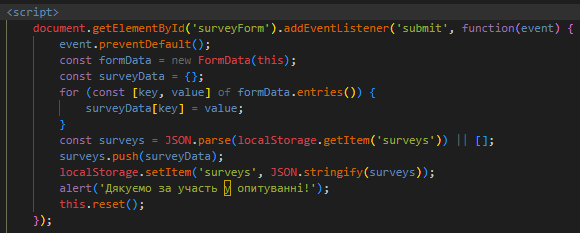 <script>
document.getElementById('surveyForm').addEventListener('submit', function(event) {
event.preventDefault();
const formData = new FormData(this);
const surveyData = {};
for (const [key, value] of formData.entries()) {
surveyData[key] = value;
}
const surveys = JSON.parse(localStorage.getItem('surveys')) || [];
surveys.push(surveyData);
localStorage.setItem('surveys', JSON.stringify(surveys));
alert('Дякуємо за участь у опитуванні!');
this.reset();
});